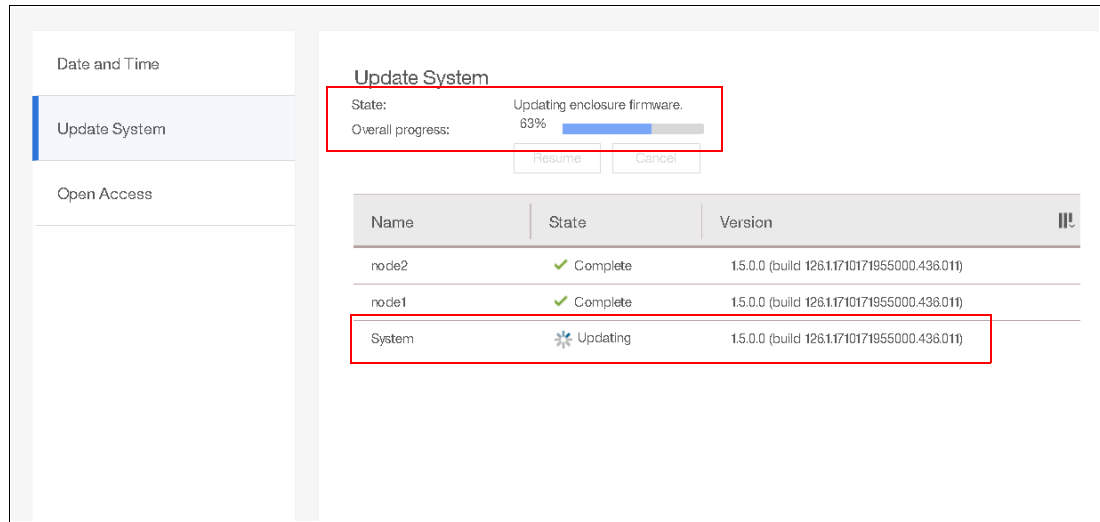 Date and Time
Update System
Open Access
Update System
State: Updating enclosure firmware.
Overall progress: 63%
Resume Cancel
Name State Version
node2 Complete 1.5.0.0 (build 126.1.1710171955000.436.011)
node1 Complete 1.5.0.0 (build 126.1.1710171955000.436.011)
System Updating 1.5.0.0 (build 126.1.1710171955000.436.011)